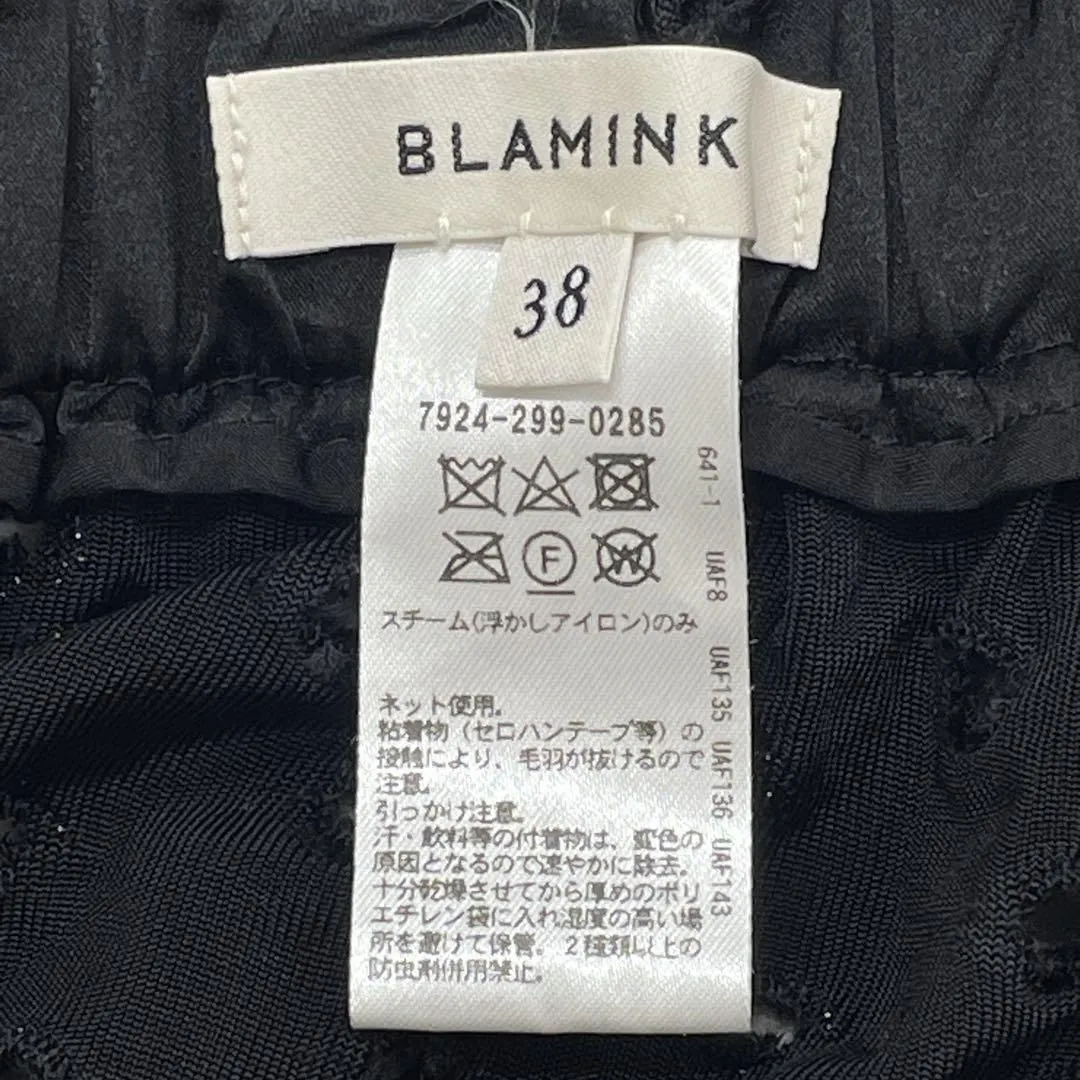 BLAMINK
38
7924-299-0285
F
W
スチーム(浮かしアイロン)のみ
ネット使用。
粘着物（セロハンテープ等）の
接触により、毛羽が抜けるので
注意。
引っかけ注意。
汗・飲料等の付着物は、変色の
原因となるので速やかに除去。
十分乾燥させてから厚めのポリ
エチレン袋に入れ湿度の高い場
所を避けて保管。２種類以上の
防虫剤併用禁止。
641-1 UAF8 UAF135 UAF136 UAF143